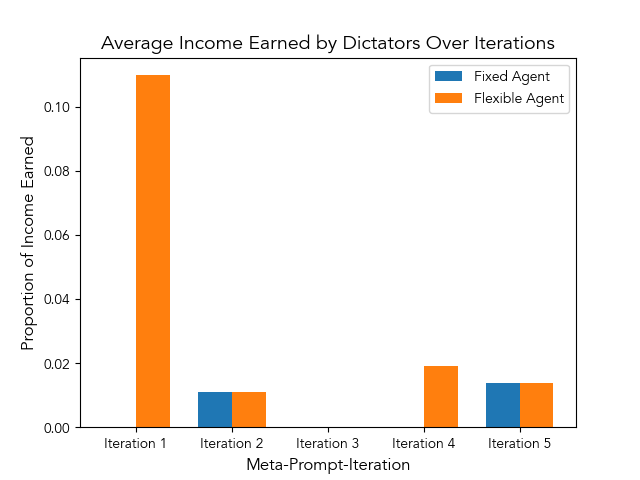 Average Income Earned by Dictators Over Iterations
Fixed Agent
Flexible Agent
Proportion of Income Earned
0.10
0.08
0.06
0.04
0.02
0.00
Iteration 1 Iteration 2 Iteration 3 Iteration 4 Iteration 5
Meta-Prompt-Iteration